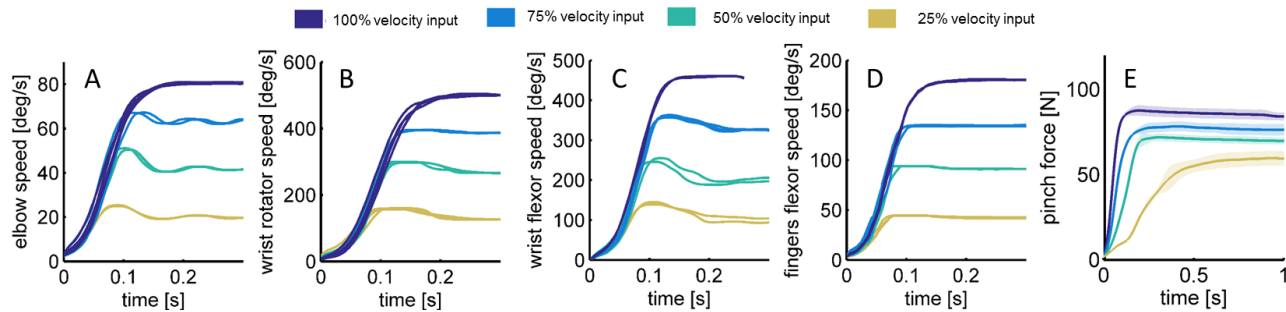 100% velocity input 75% velocity input 50% velocity input 25% velocity input
A
elbow speed [deg/s]
80
60
40
20
0
0 0.1 0.2
time [s]
B
wrist rotator speed [deg/s]
600
400
200
0
0 0.1 0.2
time [s]
C
wrist flexor speed [deg/s]
500
400
300
200
100
0
0 0.1 0.2
time [s]
D
fingers flexor speed [deg/s]
200
150
100
50
0
0 0.1 0.2
time [s]
E
pinch force [N]
100
50
0
0 0.5 1
time [s]